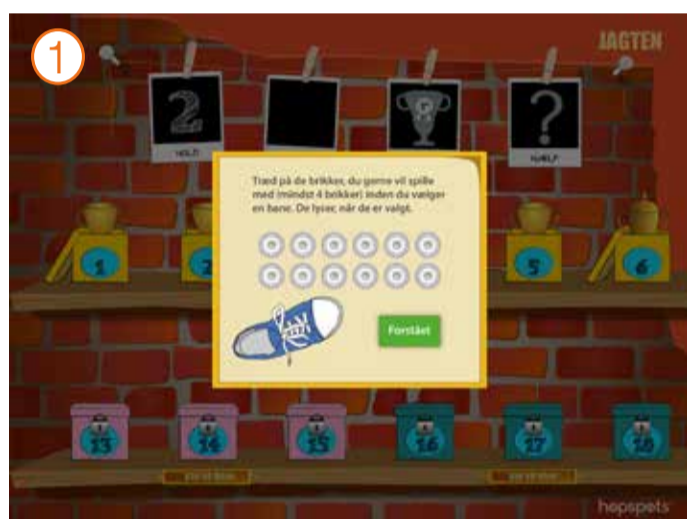 1
JAGTEN
2
?
HOLD
HJÆLP
Træd på de brikker, du gerne vil spille
med (mindst 4 brikker) inden du vælger
en bane. De lyser, når de er valgt.
1
2
5
6
Forstået
13
14
15
16
17
18
hopspots